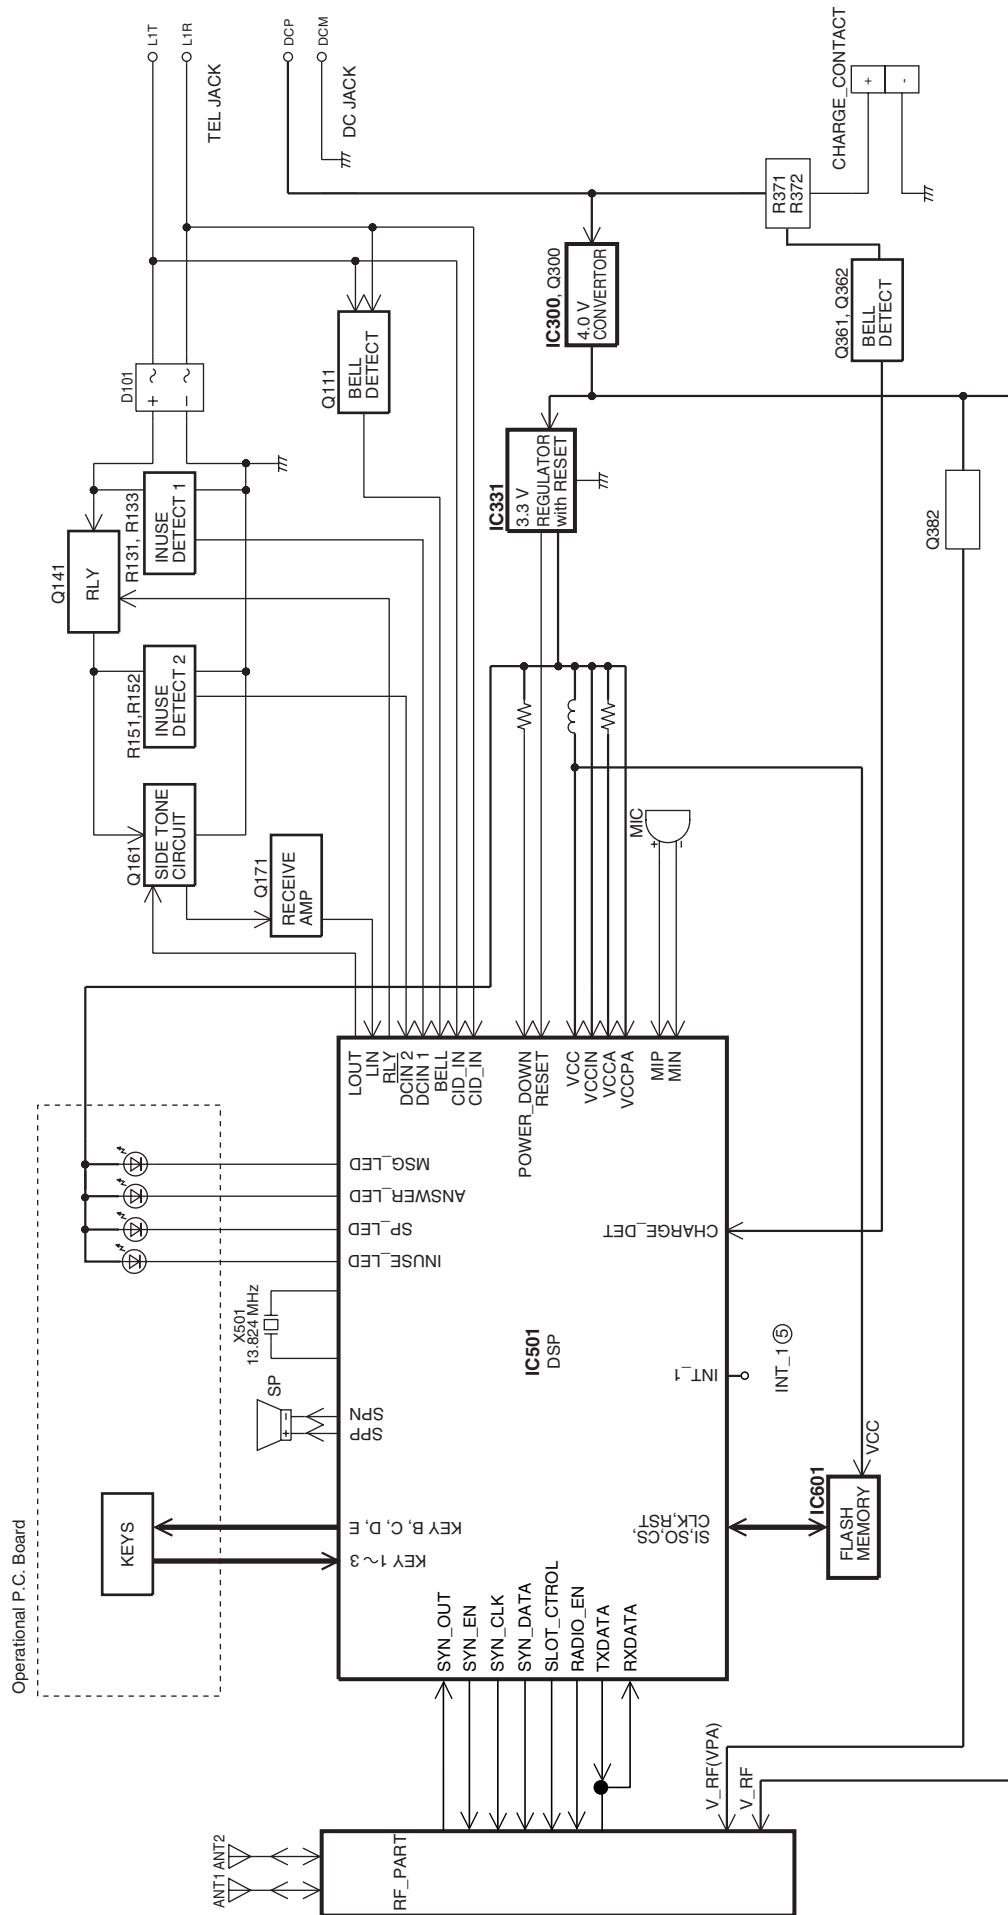 Operational P.C. Board
KEYS
ANT1
ANT2
RF_PART
V_RF(VPA)
V_RF
SYN_OUT
SYN_EN
SYN_CLK
SYN_DATA
SLOT_CTROL
RADIO_EN
TXDATA
RXDATA
KEY 1~3
KEY B, C, D, E
SPP
SPN
+
-
SP
X501
13.824 MHz
INUSE_LED
SP_LED
ANSWER_LED
MSG_LED
IC501
DSP
SI,SO,CS,
CLK,RST
IC601
FLASH
MEMORY
VCC
INT_1
INT_1 ⑤
CHARGE_DET
LOUT
LIN
RLY
DCIN 2
DCIN 1
BELL
CID_IN
CID_IN
POWER_DOWN
RESET
VCC
VCCIN
VCCA
VCCPA
MIP
MIN
+
-
MIC
Q161
SIDE TONE
CIRCUIT
Q171
RECEIVE
AMP
R151,R152
INUSE
DETECT 2
Q141
RLY
R131, R133
INUSE
DETECT 1
D101
+ ~
- ~
Q111
BELL
DETECT
IC331
3.3 V
REGULATOR
with RESET
IC300, Q300
4.0 V
CONVERTOR
Q382
Q361, Q362
BELL
DETECT
R371
R372
CHARGE_CONTACT
+
-
L1T
L1R
TEL JACK
DCP
DCM
DC JACK